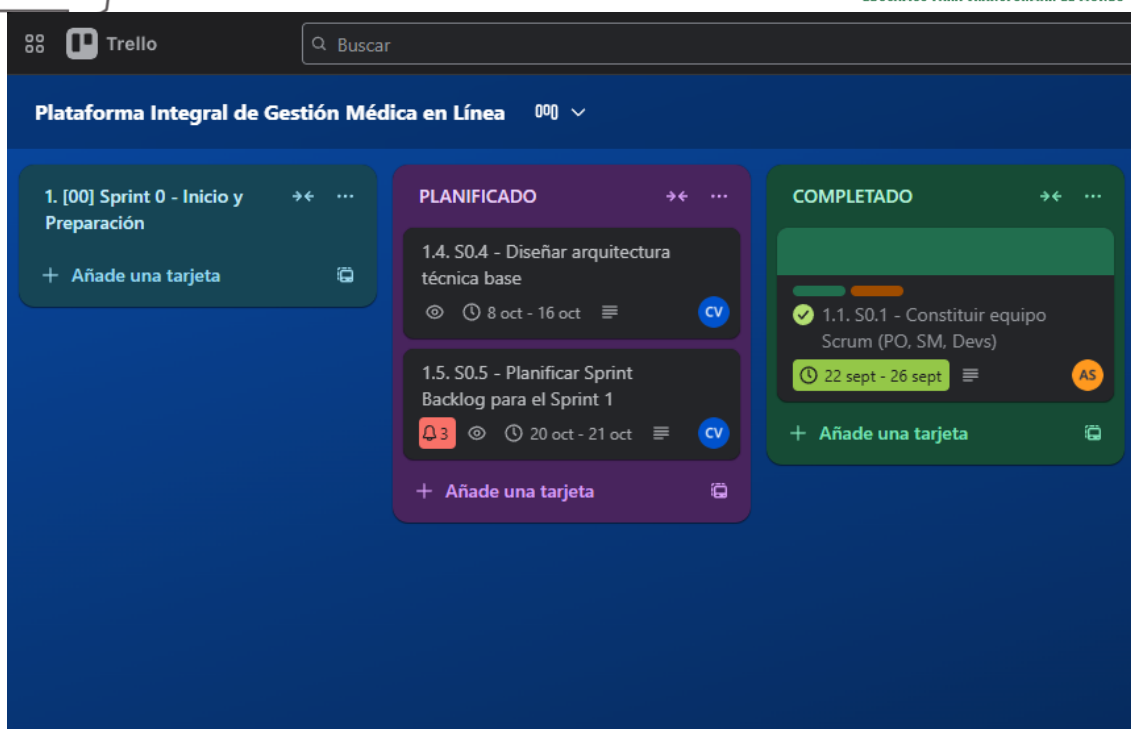 Trello
Buscar
Plataforma Integral de Gestión Médica en Línea
1. [00] Sprint 0 - Inicio y
Preparación
Añade una tarjeta
PLANIFICADO
1.4. S0.4 - Diseñar arquitectura
técnica base
8 oct - 16 oct
CV
1.5. S0.5 - Planificar Sprint
Backlog para el Sprint 1
3
20 oct - 21 oct
CV
Añade una tarjeta
COMPLETADO
1.1. S0.1 - Constituir equipo
Scrum (PO, SM, Devs)
22 sept - 26 sept
AS
Añade una tarjeta